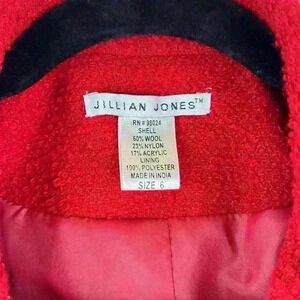 JILLIAN JONES™
RN # 98024
SHELL
60% WOOL
23% NYLON
17% ACRYLIC
LINING
100% POLYESTER
MADE IN INDIA
SIZE 6